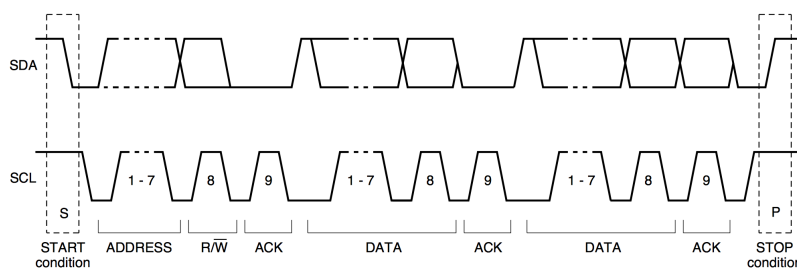 SDA
SCL
1 - 7 8 9 1 - 7 8 9 1 - 7 8 9
S P
START ADDRESS R/W̅ ACK DATA ACK DATA ACK STOP
condition condition